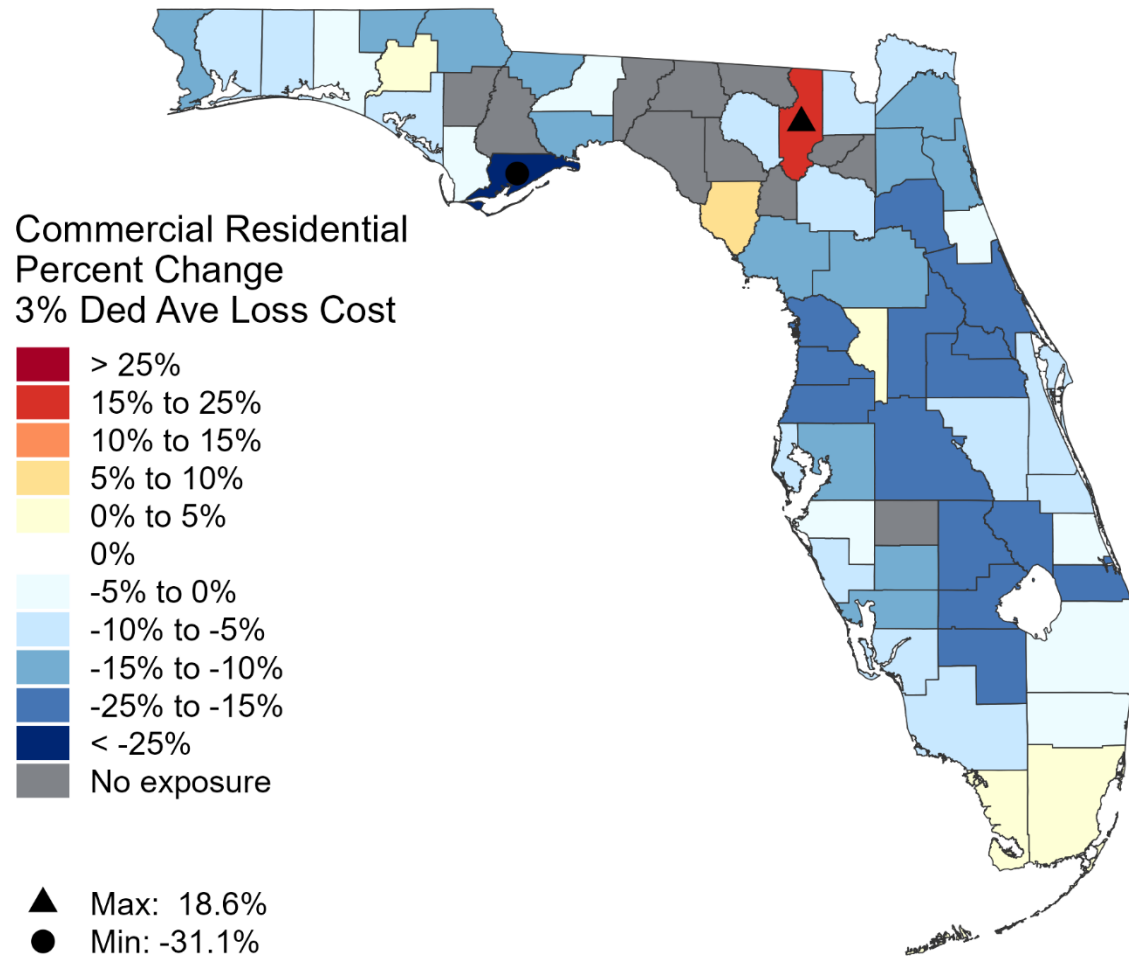 Commercial Residential
Percent Change
3% Ded Ave Loss Cost
> 25%
15% to 25%
10% to 15%
5% to 10%
0% to 5%
0%
-5% to 0%
-10% to -5%
-15% to -10%
-25% to -15%
< -25%
No exposure
Max: 18.6%
Min: -31.1%